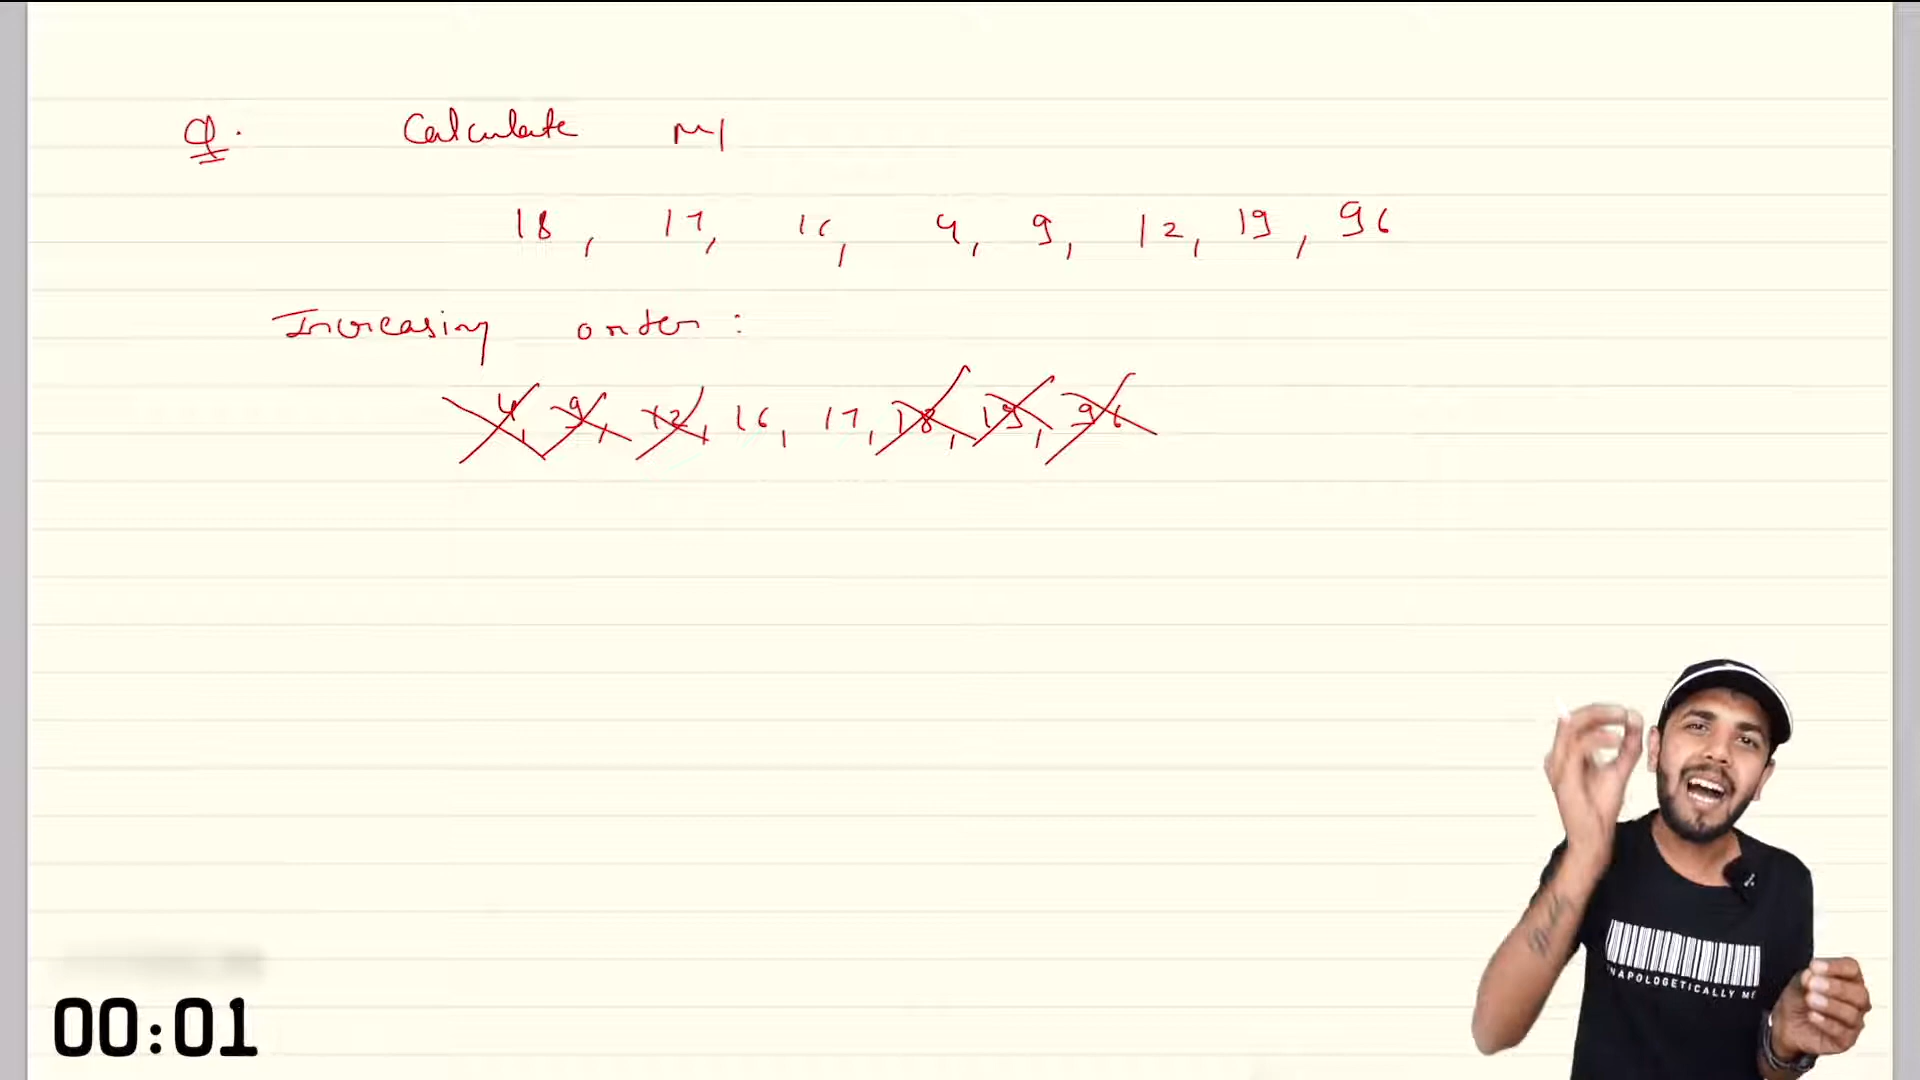 Q. Calculate M
18, 17, 16, 4, 9, 12, 19, 96
Increasing order:
4, 9, 12, 16, 17, 18, 19, 96
NAPOLOGETICALLY ME
00:01